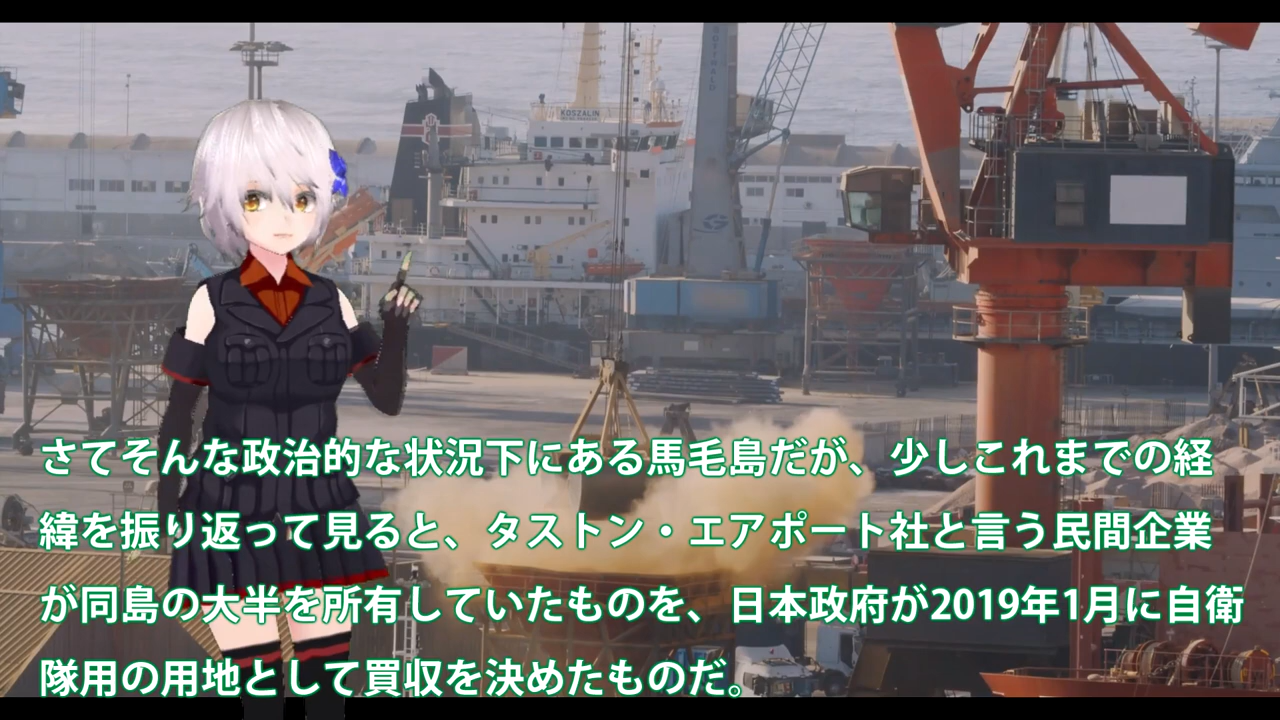 KOSZALIN
さてそんな政治的な状況下にある馬毛島だが、少しこれまでの経
緯を振り返って見ると、タストン・エアポート社と言う民間企業
が同島の大半を所有していたものを、日本政府が2019年1月に自衛
隊用の用地として買収を決めたものだ。